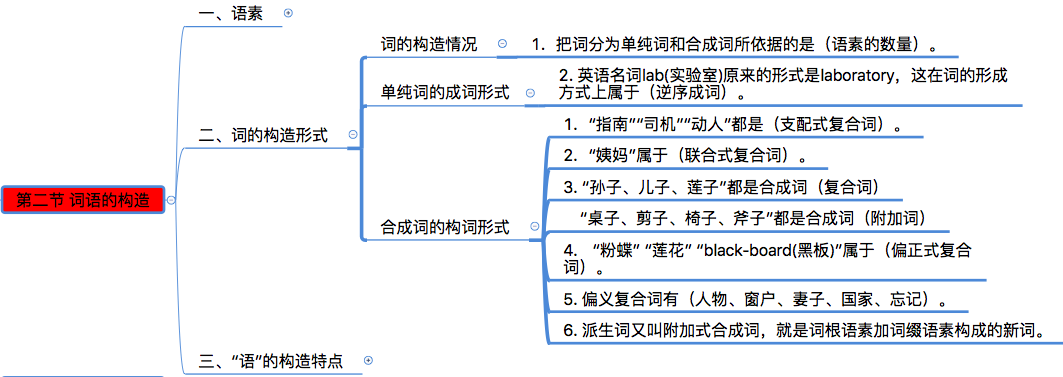 一、语素
词的构造情况
1．把词分为单纯词和合成词所依据的是（语素的数量）。
单纯词的成词形式
2. 英语名词lab(实验室)原来的形式是laboratory，这在词的形成
方式上属于（逆序成词）。
二、词的构造形式
1．“指南”“司机”“动人”都是（支配式复合词）。
2．“姨妈”属于（联合式复合词）。
3. “孙子、儿子、莲子”都是合成词（复合词）
“桌子、剪子、椅子、斧子”都是合成词（附加词）
第二节 词语的构造
合成词的构词形式
4． “粉蝶” “莲花” “black-board(黑板)”属于（偏正式复合
词）。
5. 偏义复合词有（人物、窗户、妻子、国家、忘记）。
6. 派生词又叫附加式合成词，就是词根语素加词缀语素构成的新词。
三、“语”的构造特点